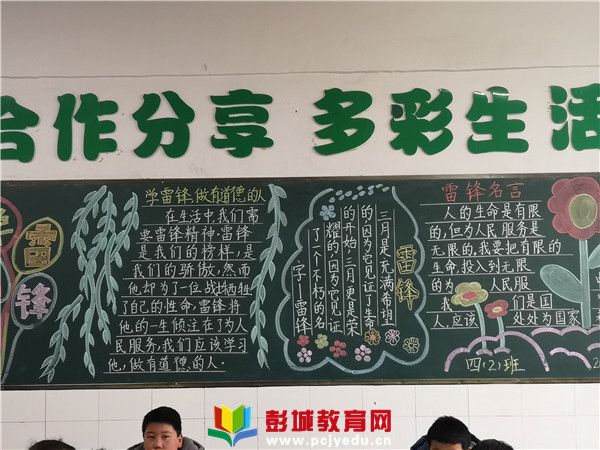 合作分享 多彩生活
雷
锋
学雷锋,做有道德的人
在生活中我们需
要雷锋精神,雷锋
是我们的榜样,是
我们的骄傲,然而
他却为了一位战士牺牲
了自己的性命,雷锋将
他的一生倾注在了为人
民服务,我们应该学习
他,做有道德的人.
雷锋
三月是充满希望
的,因为它见证了生命
的开始,三月更是荣
耀的,因为它见证
了一个不朽的名
字—雷锋
雷锋名言
人的生命是有限
的,但为人民服务是
无限的,我要把有限的
生命,投入到无限
的为 人民服
我 们是国
人,应该 处处为国家
四(2)班
彭城教育网
www.pcjyedu.cn